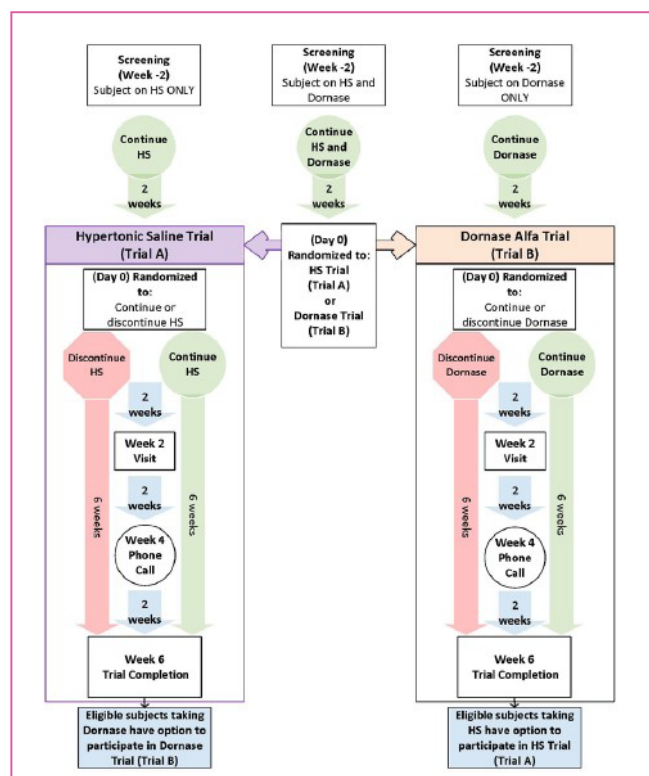 Screening
(Week -2)
Subject on HS ONLY
Screening
(Week -2)
Subject on HS and
Dornase
Screening
(Week -2)
Subject on Dornase
ONLY
Continue
HS
Continue
HS and
Dornase
Continue
Dornase
2
weeks
2
weeks
2
weeks
Hypertonic Saline Trial
(Trial A)
(Day 0)
Randomized to:
HS Trial
(Trial A)
or
Dornase Trial
(Trial B)
Dornase Alfa Trial
(Trial B)
(Day 0) Randomized
to:
Continue or
discontinue HS
Discontinue
HS
Continue
HS
2
weeks
Week 2
Visit
2
weeks
6 weeks
6 weeks
Week 4
Phone
Call
2
weeks
Week 6
Trial Completion
Eligible subjects taking
Dornase have option to
participate in Dornase
Trial (Trial B)
(Day 0) Randomized
to:
Continue or
discontinue Dornase
Discontinue
Dornase
Continue
Dornase
2
weeks
Week 2
Visit
2
weeks
6 weeks
6 weeks
Week 4
Phone
Call
2
weeks
Week 6
Trial Completion
Eligible subjects taking
HS have option to
participate in HS Trial
(Trial A)